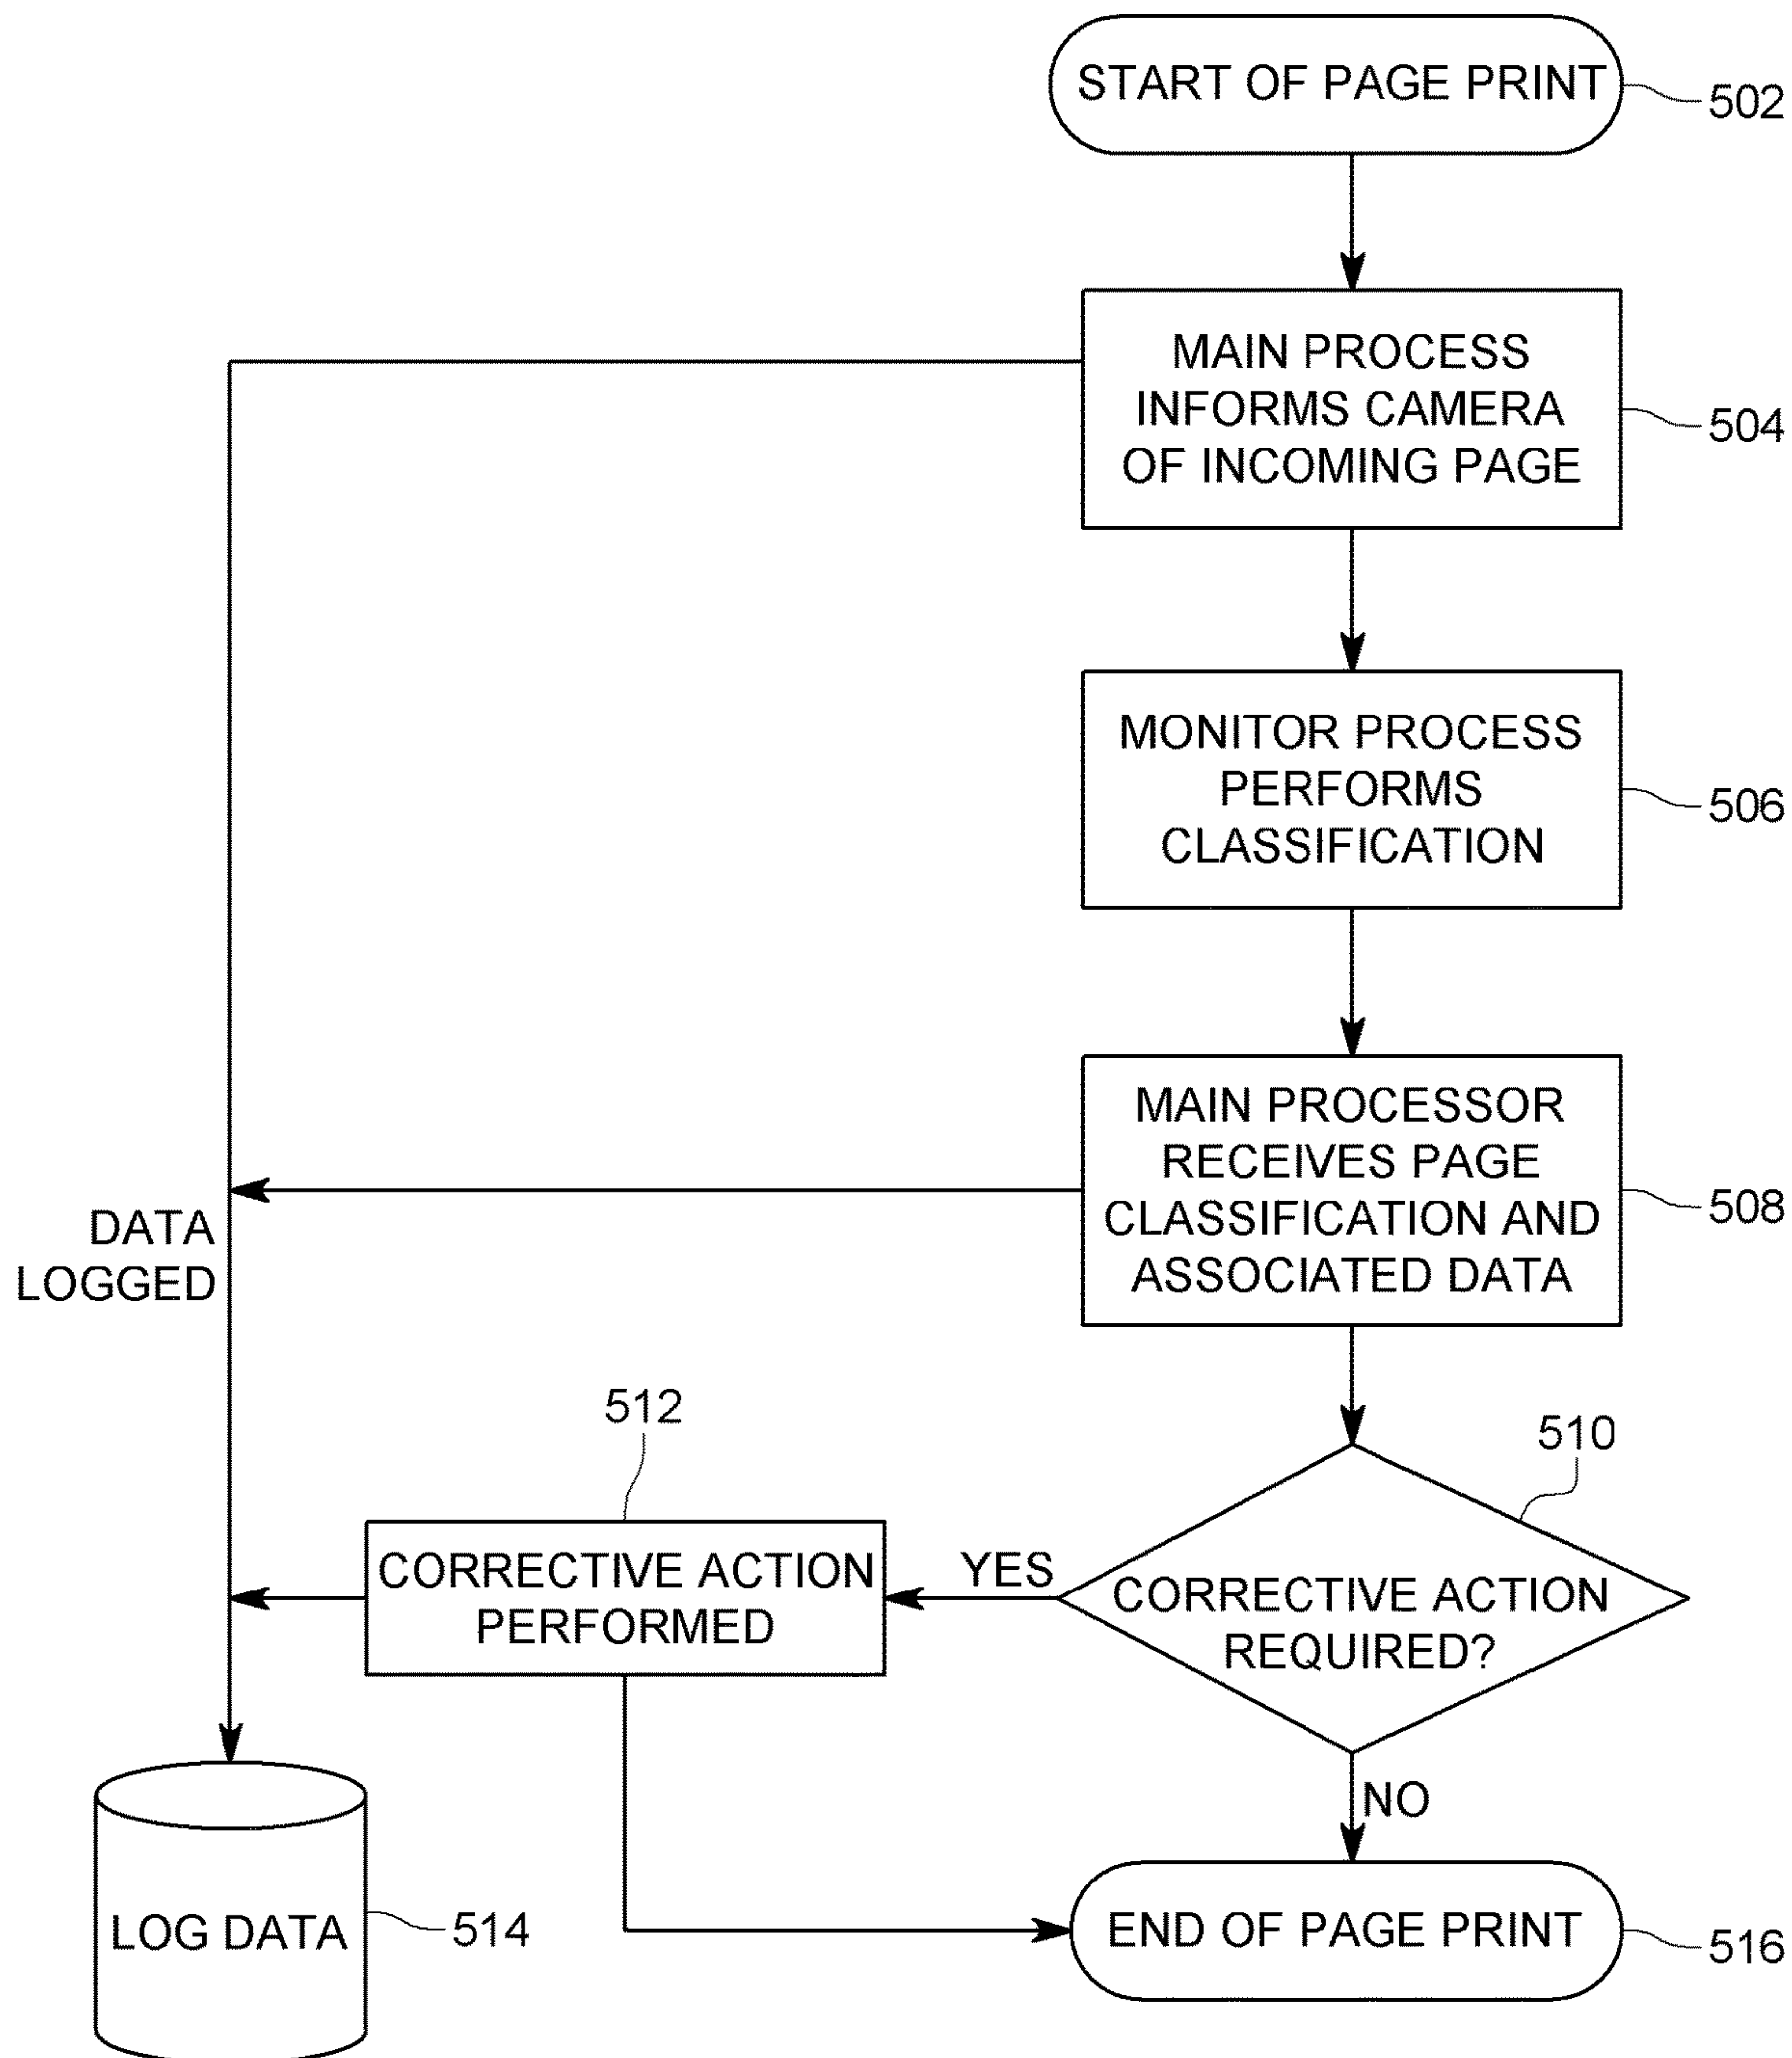 START OF PAGE PRINT
502
MAIN PROCESS
INFORMS CAMERA
OF INCOMING PAGE
504
MONITOR PROCESS
PERFORMS
CLASSIFICATION
506
MAIN PROCESSOR
RECEIVES PAGE
CLASSIFICATION AND
ASSOCIATED DATA
508
DATA
LOGGED
512
510
CORRECTIVE ACTION
PERFORMED
YES
CORRECTIVE ACTION
REQUIRED?
NO
LOG DATA
514
END OF PAGE PRINT
516